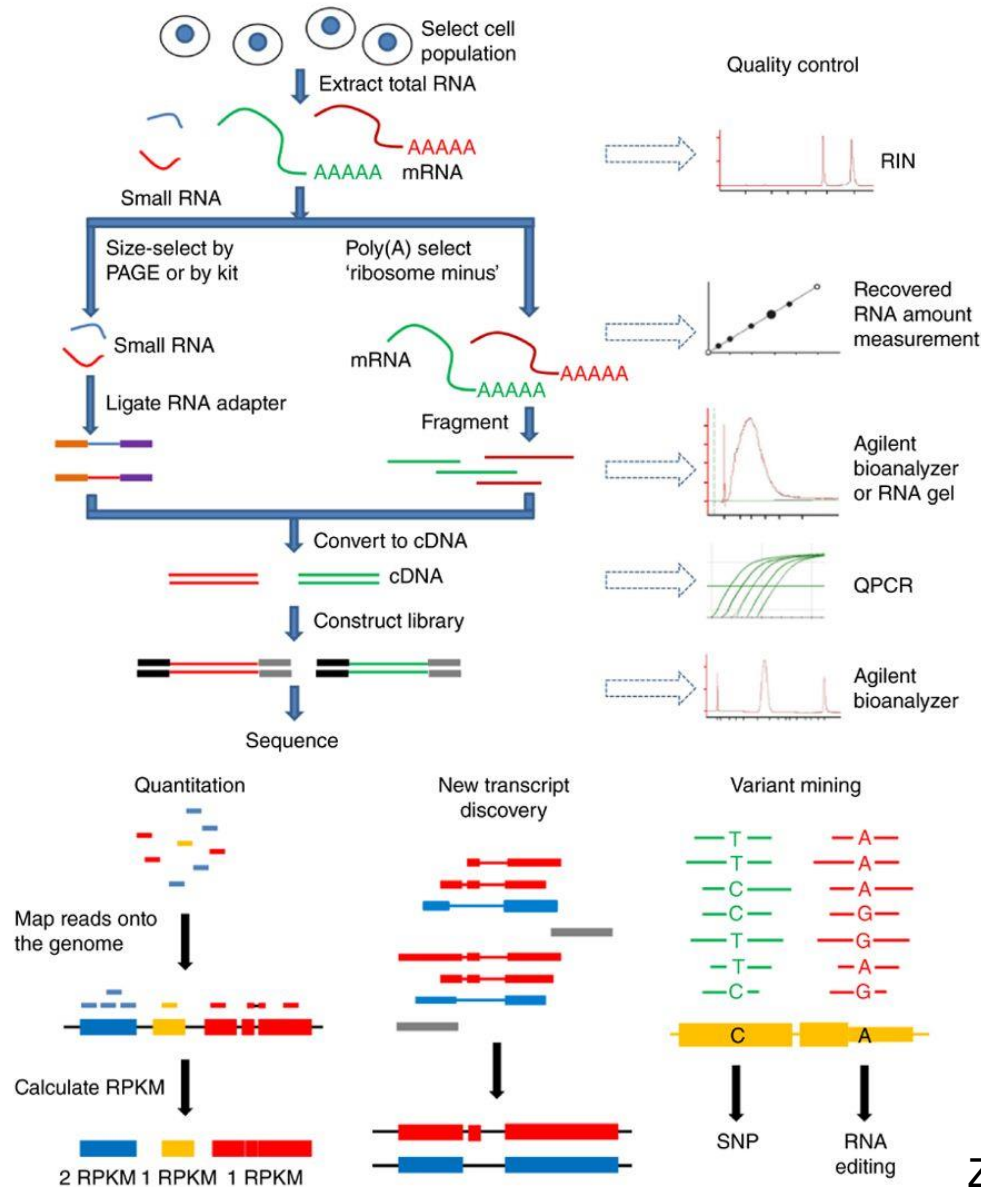 Select cell
population
Extract total RNA
Quality control
AAAAA
AAAAA
mRNA
Small RNA
RIN
Size-select by
PAGE or by kit
Poly(A) select
‘ribosome minus’
Small RNA
mRNA
AAAAA
AAAAA
Recovered
RNA amount
measurement
Ligate RNA adapter
Fragment
Agilent
bioanalyzer
or RNA gel
Convert to cDNA
cDNA
QPCR
Construct library
Agilent
bioanalyzer
Sequence
Quantitation
Map reads onto
the genome
Calculate RPKM
2 RPKM 1 RPKM 1 RPKM
New transcript
discovery
Variant mining
T A
T A
C A
C G
T G
T A
C G
C A
SNP
RNA
editing
Z